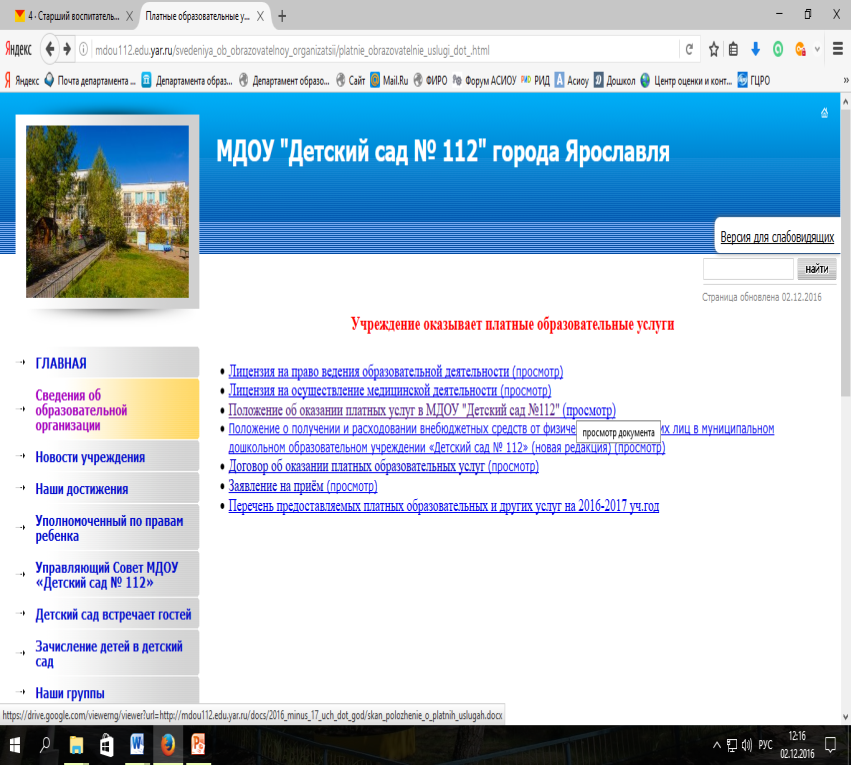 4 - Старший воспитатель...
Платные образовательные у...
Яндекс
mdou112.edu.yar.ru/svedeniya_ob_obrazovatelnoy_organizatsii/platnie_obrazovatelnie_uslugi_dot_.html
Яндекс Почта департамента ... Департамента образ... Департамент образо... Сайт Mail.Ru ФИРО Форум АСИОУ РИД Асиоу Дошкол Центр оценки и конт... ГЦРО »
МДОУ "Детский сад № 112" города Ярославля
Версия для слабовидящих
найти
Страница обновлена 02.12.2016
Учреждение оказывает платные образовательные услуги
ГЛАВНАЯ
Сведения об
образовательной
организации
Новости учреждения
Наши достижения
Уполномоченный по правам
ребенка
Управляющий Совет МДОУ
«Детский сад № 112»
Детский сад встречает гостей
Зачисление детей в детский
сад
Наши группы
Лицензия на право ведения образовательной деятельности (просмотр)
Лицензия на осуществление медицинской деятельности (просмотр)
Положение о оказании платных услуг в МДОУ "Детский сад №112" (просмотр)
Положение о получении и расходовании внебюджетных средств от физиче их лиц в муниципальном
просмотр документа
дошкольном образовательном учреждении «Детский сад № 112» (новая редакция) (просмотр)
Договор об оказании платных образовательных услуг (просмотр)
Заявление на приём (просмотр)
Перечень предоставляемых платных образовательных и других услуг на 2016-2017 уч.год
https://drive.google.com/viewerng/viewer?url=http://mdou112.edu.yar.ru/docs/2016_minus_17_uch_dot_god/skan_polozhenie_o_platnih_uslugah.docx
РУС
12:16
02.12.2016